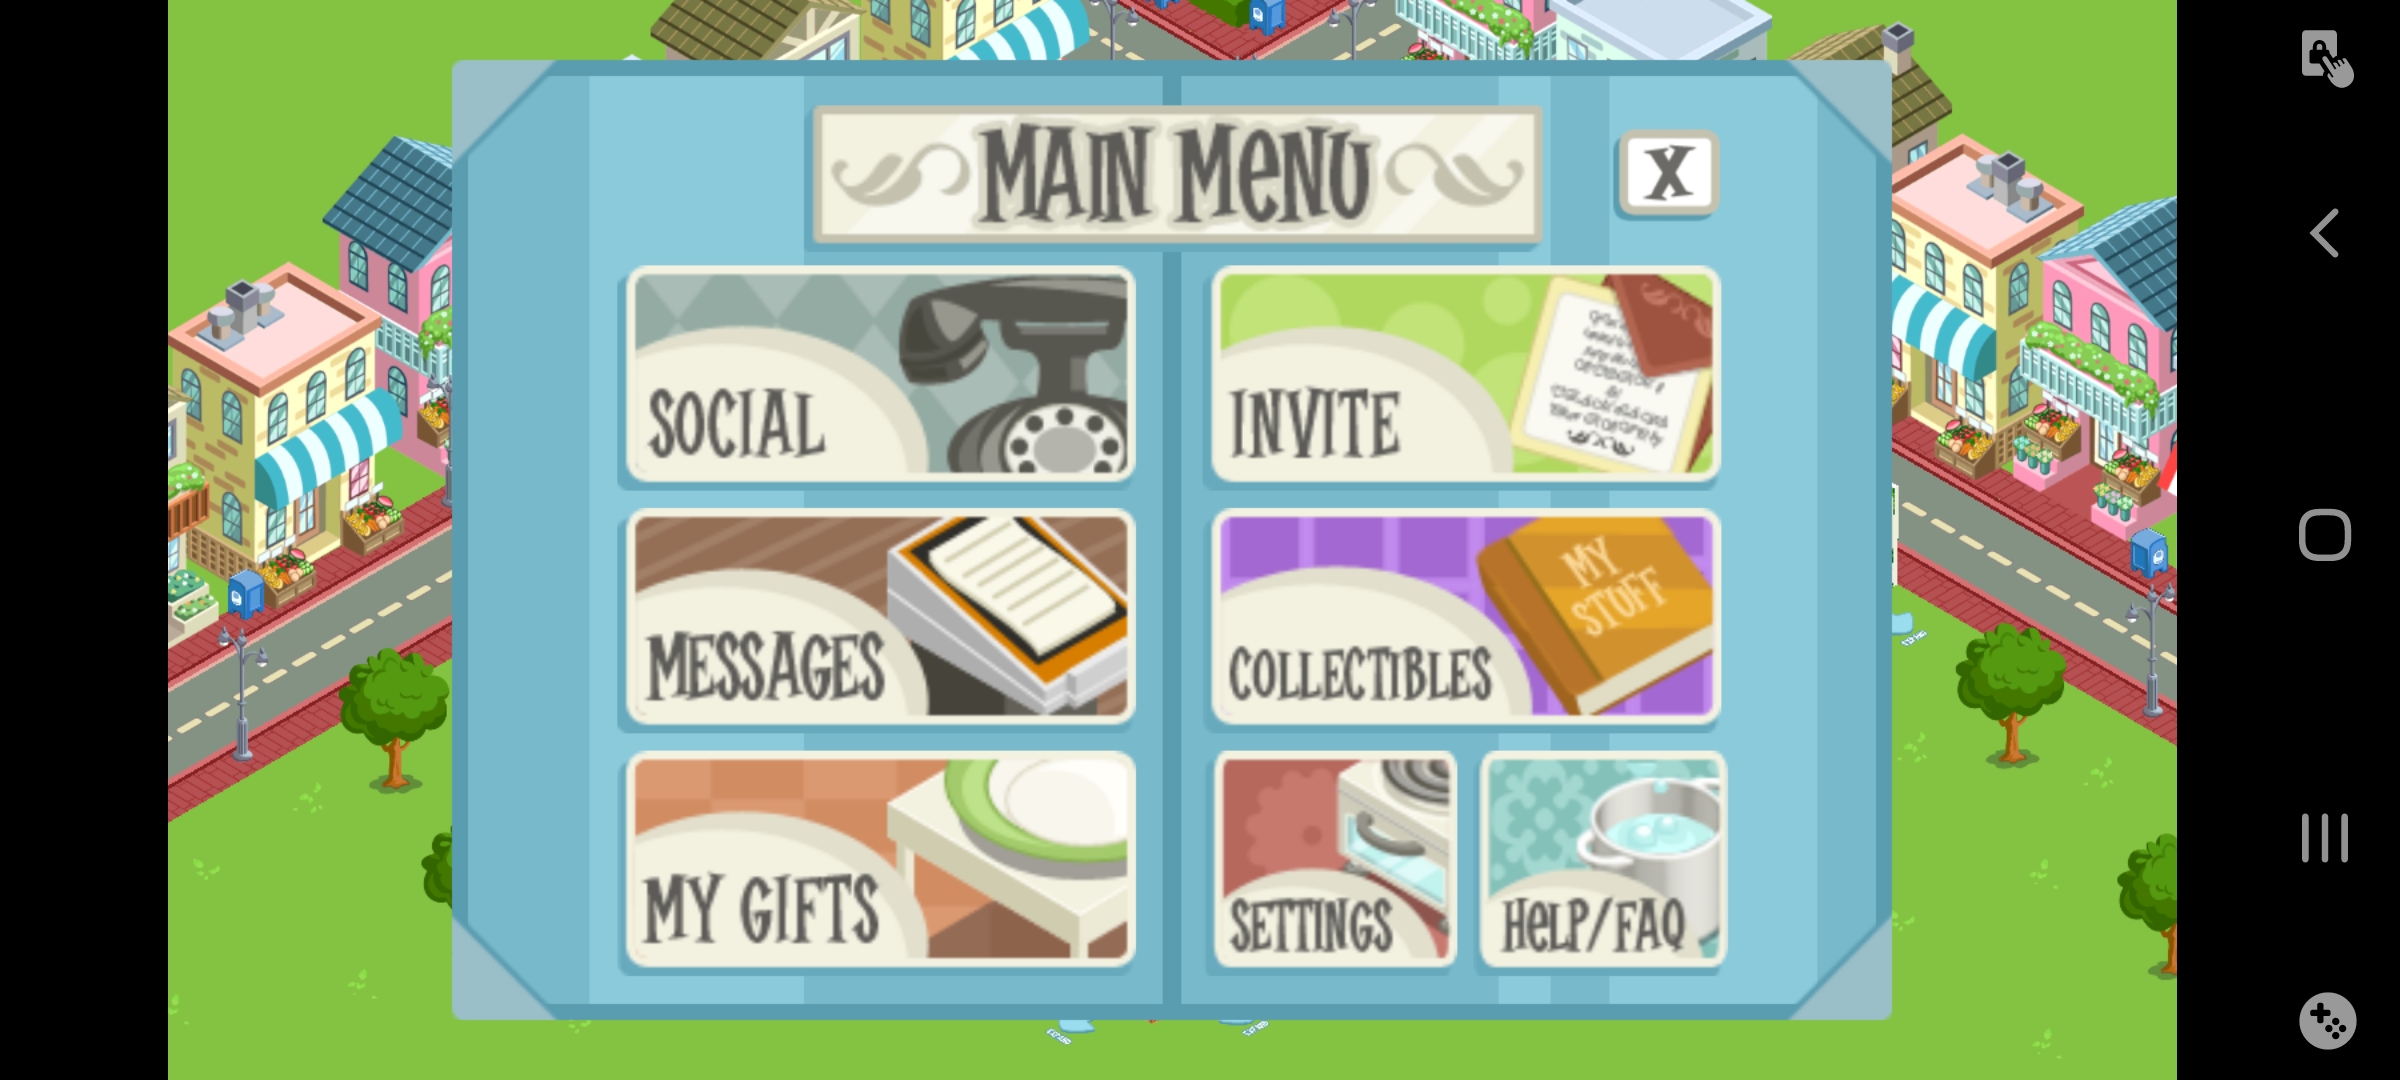 MAIN MENU
X
SOCIAL
INVITE
MESSAGES
MY
STUFF
COLLECTIBLES
MY GIFTS
SETTINGS
HELP/FAQ